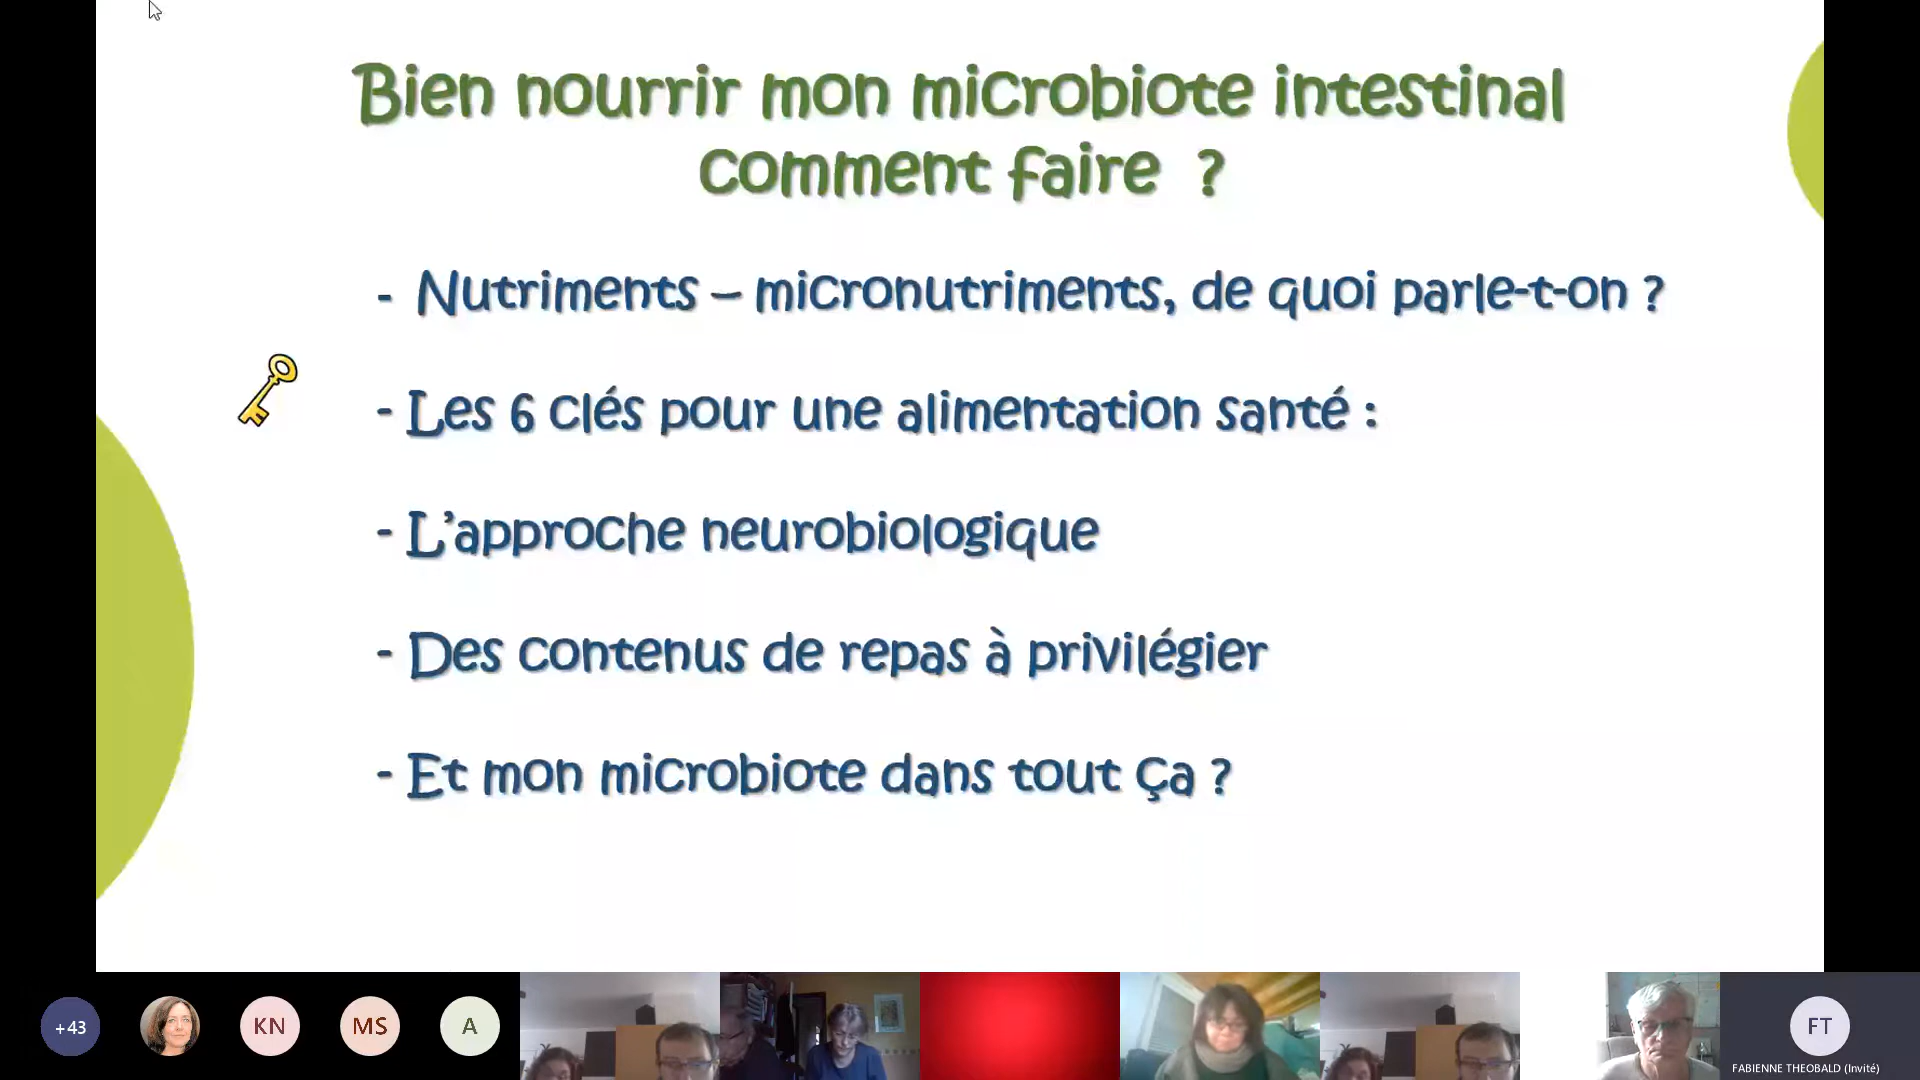 Bien nourrir mon microbiote intestinal
comment faire ?
- Nutriments – micronutriments, de quoi parle-t-on ?
- Les 6 clés pour une alimentation santé :
- L'approche neurobiologique
- Des contenus de repas à privilégier
- Et mon microbiote dans tout ça ?
+43
KN
MS
A
FT
FABIENNE THEOBALD (Invité)